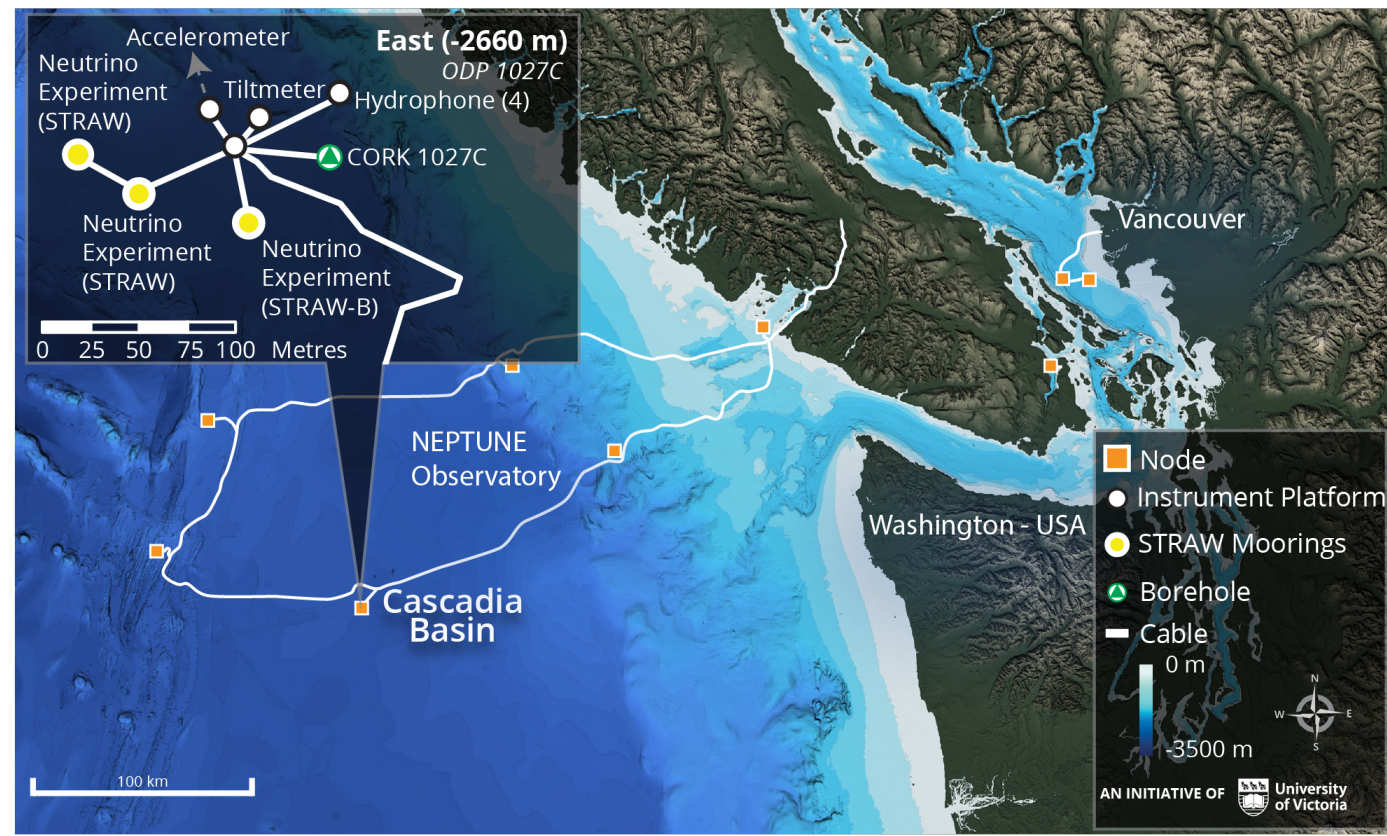 Accelerometer
East (-2660 m)
ODP 1027C
Neutrino
Experiment
(STRAW)
Tiltmeter
Hydrophone (4)
CORK 1027C
Neutrino
Experiment
(STRAW)
Neutrino
Experiment
(STRAW-B)
0 25 50 75 100 Metres
Vancouver
NEPTUNE
Observatory
Washington - USA
Cascadia
Basin
Node
Instrument Platform
STRAW Moorings
Borehole
Cable
0 m
-3500 m
N
W
E
S
100 km
AN INITIATIVE OF
University
of Victoria